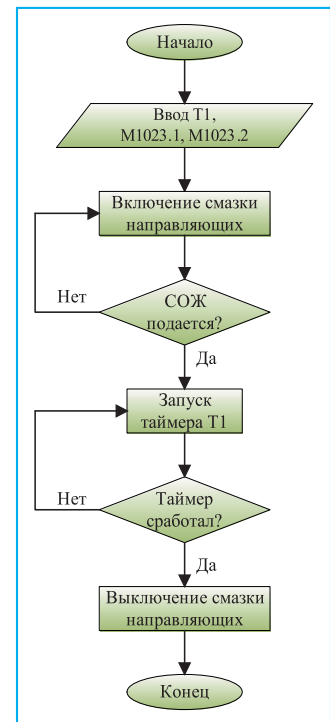 Начало
Ввод T1,
M1023.1, M1023.2
Включение смазки
направляющих
Нет
СОЖ
подается?
Да
Запуск
таймера T1
Нет
Таймер
сработал?
Да
Выключение смазки
направляющих
Конец